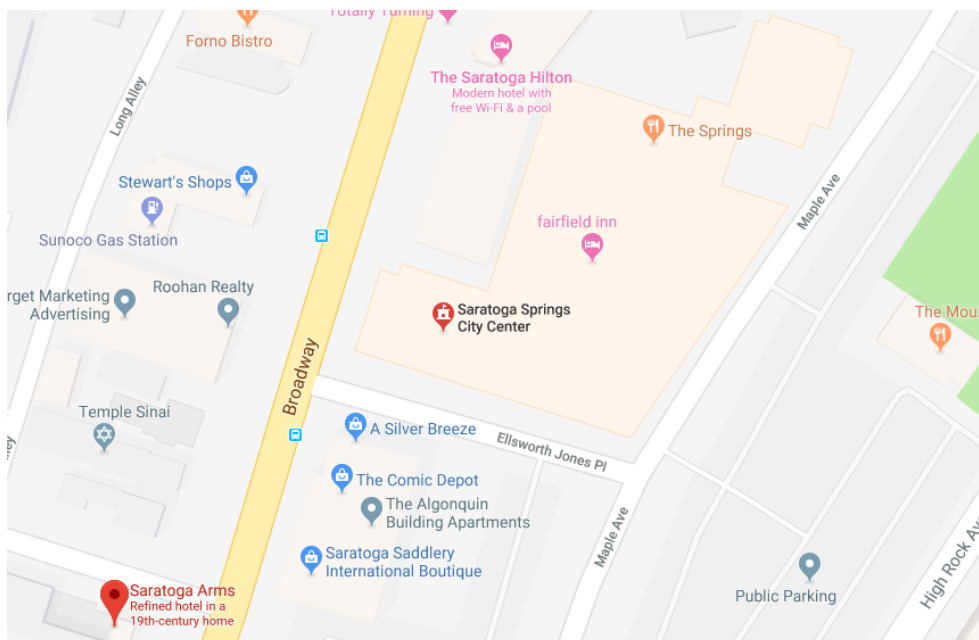 Totally Turning
Forno Bistro
The Saratoga Hilton
Modern hotel with
free Wi-Fi & a pool
Long Alley
The Springs
Stewart's Shops
Maple Ave
Sunoco Gas Station
fairfield inn
Roohan Realty
rget Marketing
Advertising
Saratoga Springs
City Center
The Mou
Broadway
Temple Sinai
A Silver Breeze
Ellsworth Jones Pl
The Comic Depot
The Algonquin
Building Apartments
Maple Ave
Saratoga Saddlery
International Boutique
High Rock Av
Public Parking
Saratoga Arms
Refined hotel in a
19th-century home